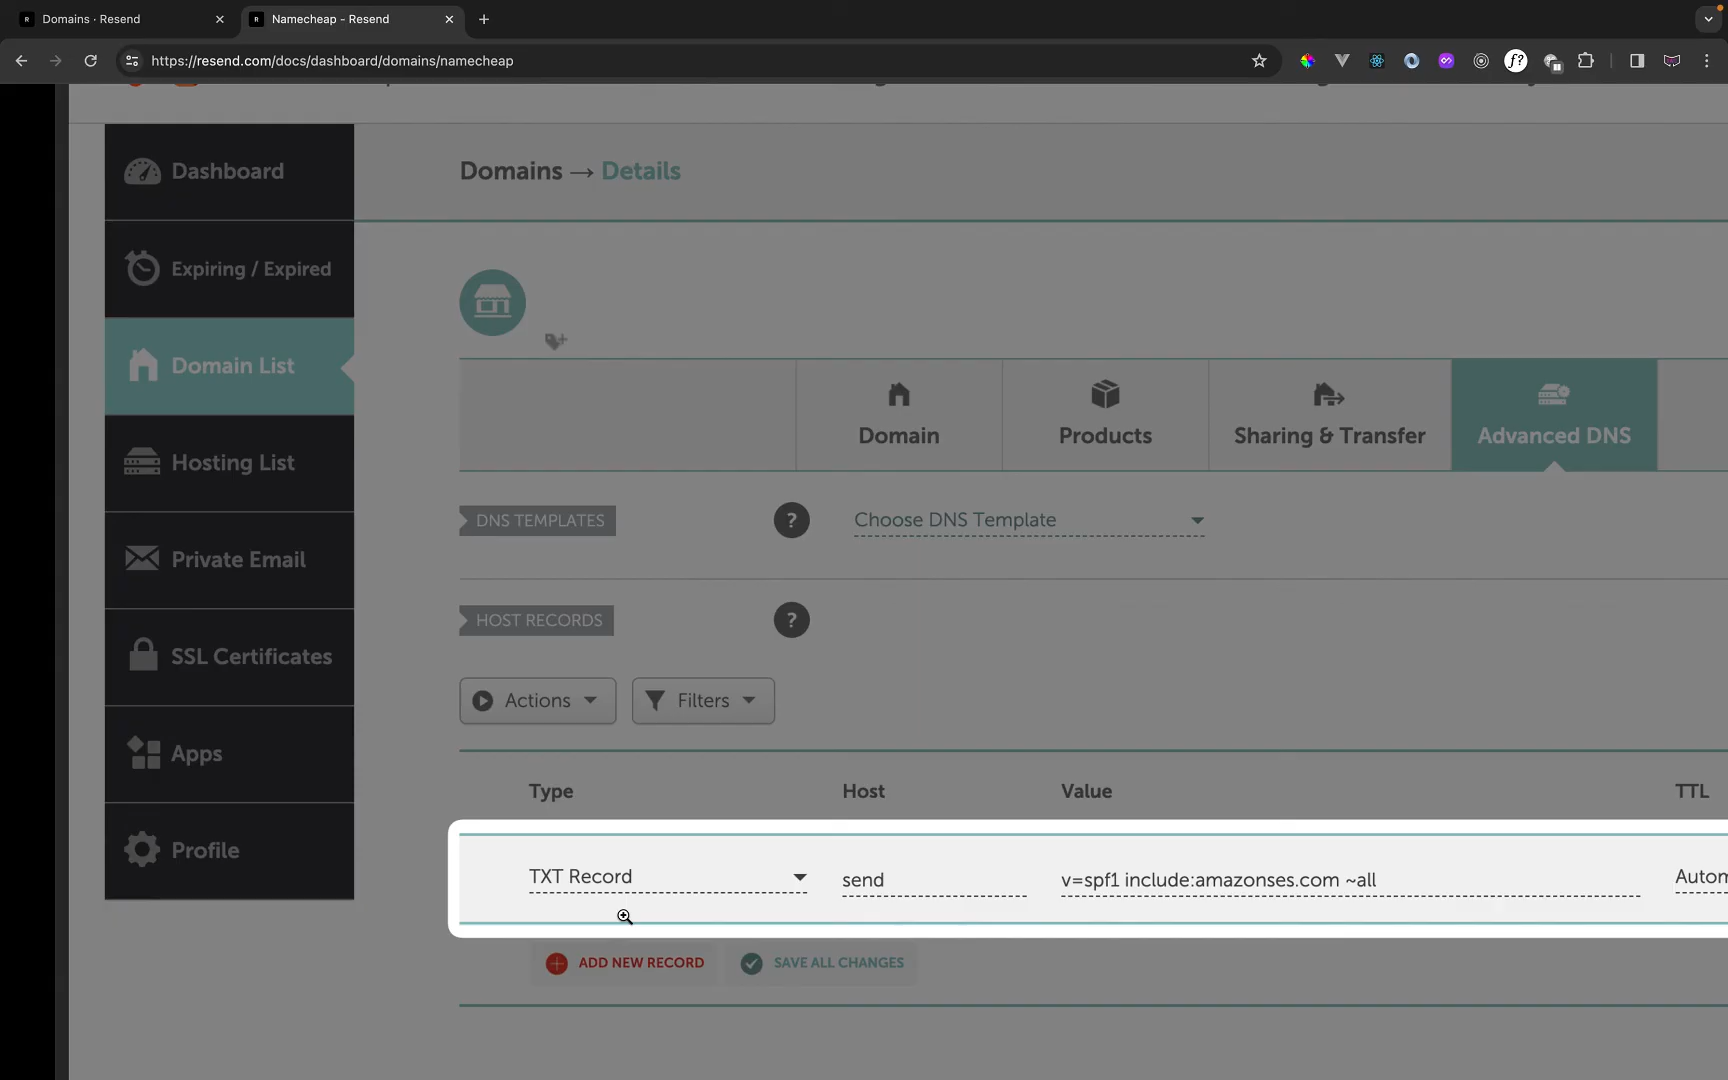 Domains · Resend
Namecheap - Resend
https://resend.com/docs/dashboard/domains/namecheap
f?
Dashboard
Expiring / Expired
Domain List
Hosting List
Private Email
SSL Certificates
Apps
Profile
Domains → Details
Domain
Products
Sharing & Transfer
Advanced DNS
DNS TEMPLATES
?
Choose DNS Template
HOST RECORDS
?
Actions
Filters
Type Host Value TTL
TXT Record send v=spf1 include:amazonses.com ~all Autom
ADD NEW RECORD
SAVE ALL CHANGES